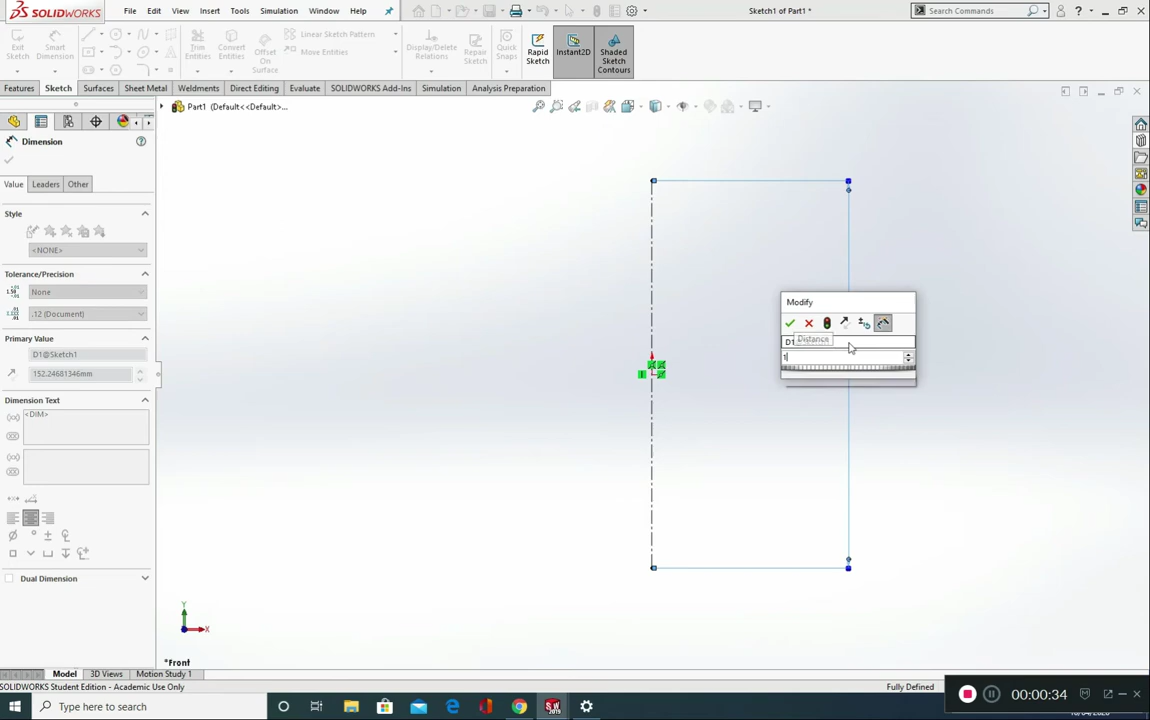 SOLIDWORKS
File Edit View Insert Tools Simulation Window Help
Sketch1 of Part1 *
Search Commands
Exit Sketch
Smart Dimension
Trim Entities
Convert Entities
Offset On Surface
Linear Sketch Pattern
Move Entities
Display/Delete Relations
Repair Sketch
Quick Snaps
Rapid Sketch
Instant2D
Shaded Sketch Contours
Features Sketch Surfaces Sheet Metal Weldments Direct Editing Evaluate SOLIDWORKS Add-Ins Simulation Analysis Preparation
Part1 (Default<<Default>...
Dimension
Value Leaders Other
Style
<NONE>
Tolerance/Precision
None
.12 (Document)
Primary Value
D1@Sketch1
152.24681346mm
Dimension Text
<DIM>
Dual Dimension
Modify
Distance
D1
1
Y
X
*Front
Model 3D Views Motion Study 1
SOLIDWORKS Student Edition - Academic Use Only
Fully Defined
Type here to search
00:00:34